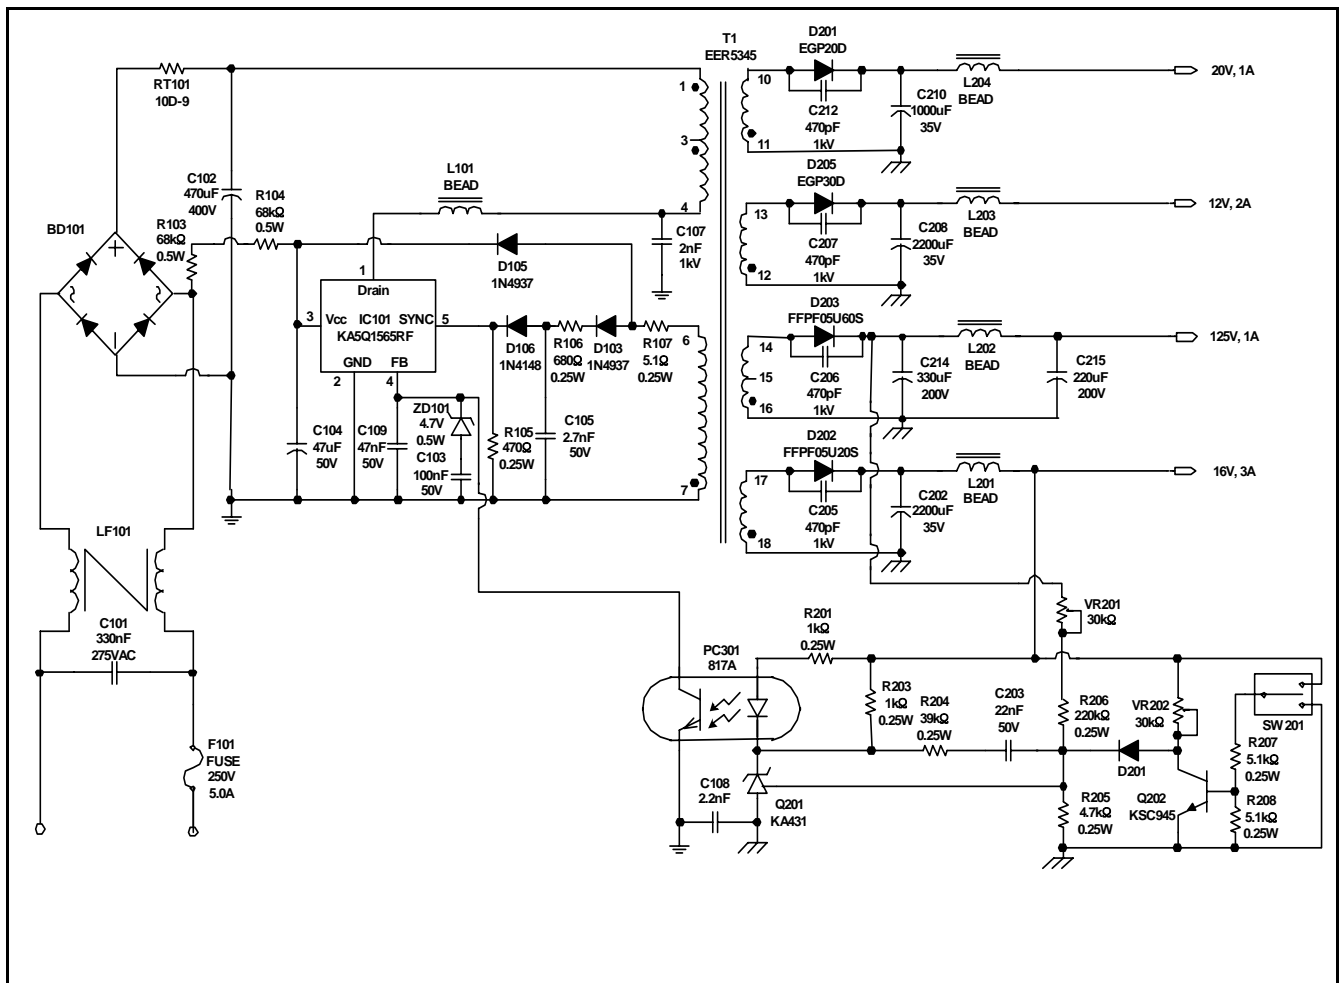 T1
EER5345
D201
EGP20D
RT101
10D-9
1
3
4
10
11
C212
470pF
1kV
C210
1000uF
35V
L204
BEAD
20V, 1A
C102
470uF
400V
R104
68kΩ
0.5W
R103
68kΩ
0.5W
BD101
L101
BEAD
C107
2nF
1kV
D105
1N4937
D205
EGP30D
13
12
C207
470pF
1kV
C208
2200uF
35V
L203
BEAD
12V, 2A
1
Drain
3
Vcc
IC101
SYNC
5
KA5Q1565RF
GND
FB
2
4
D106
1N4148
R106
680Ω
0.25W
D103
1N4937
R107
5.1Ω
0.25W
6
7
D203
FFPF05U60S
14
15
16
C206
470pF
1kV
C214
330uF
200V
L202
BEAD
C215
220uF
200V
125V, 1A
C104
47uF
50V
C109
47nF
50V
ZD101
4.7V
0.5W
C103
100nF
50V
R105
470Ω
0.25W
C105
2.7nF
50V
D202
FFPF05U20S
17
18
C205
470pF
1kV
C202
2200uF
35V
L201
BEAD
16V, 3A
LF101
C101
330nF
275VAC
F101
FUSE
250V
5.0A
PC301
817A
R201
1kΩ
0.25W
R203
1kΩ
0.25W
R204
39kΩ
0.25W
C203
22nF
50V
VR201
30kΩ
R206
220kΩ
0.25W
VR202
30kΩ
SW201
R207
5.1kΩ
0.25W
D201
C108
2.2nF
Q201
KA431
R205
4.7kΩ
0.25W
Q202
KSC945
R208
5.1kΩ
0.25W